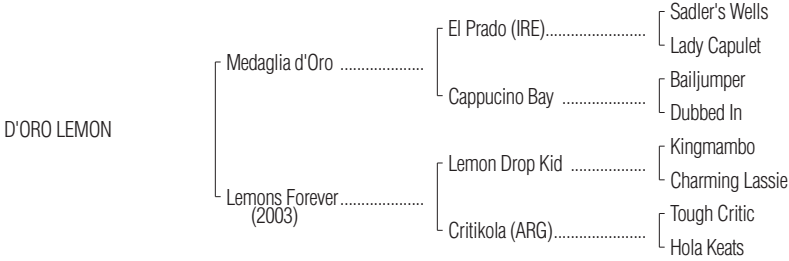 Sadler's Wells
El Prado (IRE)........................
Lady Capulet
Medaglia d'Oro ....................
Bailjumper
Cappucino Bay ....................
Dubbed In
D'ORO LEMON
Kingmambo
Lemon Drop Kid ..................
Charming Lassie
Lemons Forever....................
(2003)
Tough Critic
Critikola (ARG)......................
Hola Keats